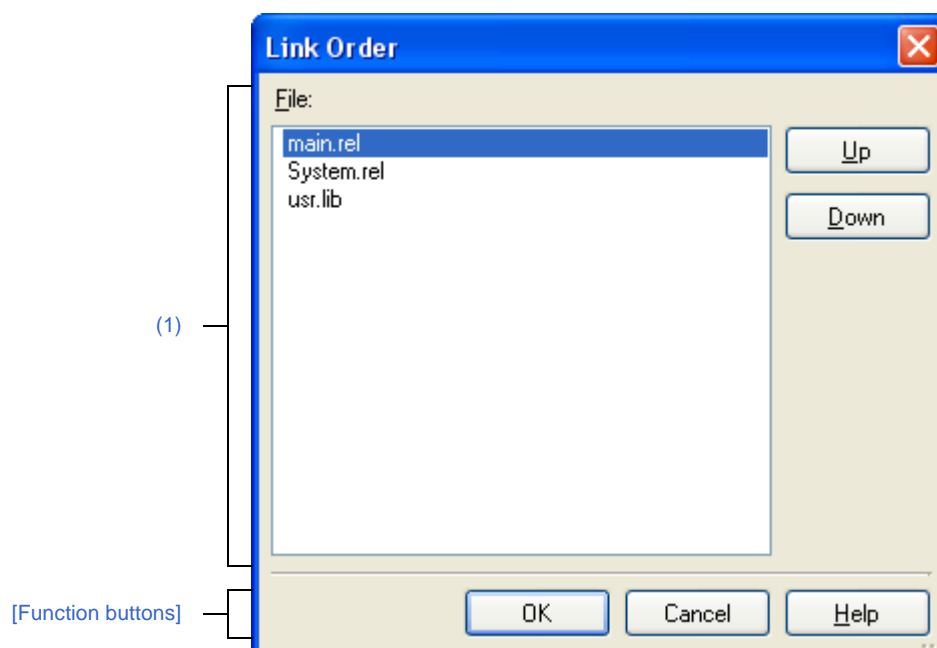 Link Order
File:
main.rel
System.rel
usr.lib
Up
Down
(1)
[Function buttons]
OK
Cancel
Help